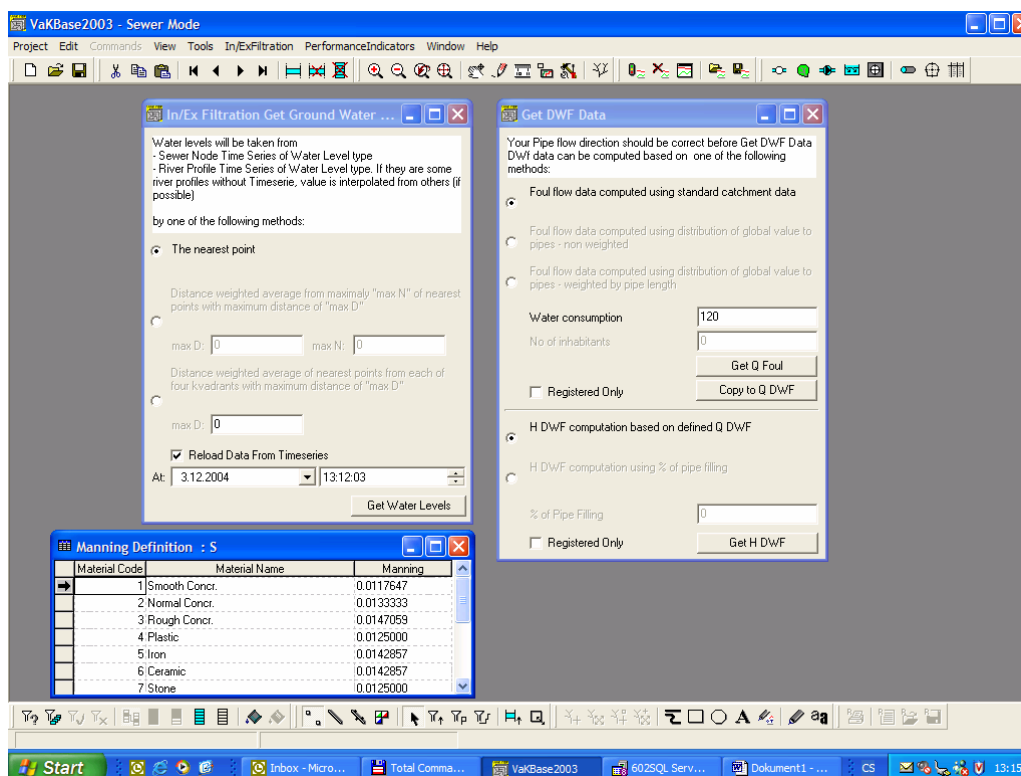 VaKBase2003 - Sewer Mode
Project Edit Commands View Tools In/ExFiltration PerformanceIndicators Window Help
In/Ex Filtration Get Ground Water ...
Water levels will be taken from
- Sewer Node Time Series of Water Level type
- River Profile Time Series of Water Level type. If they are some
river profiles without Timeserie, value is interpolated from others (if
possible)
by one of the following methods:
The nearest point
Distance weighted average from maximaly "max N" of nearest
points with maximum distance of "max D"
max D: 0 max N: 0
Distance weighted average of nearest points from each of
four kvadrants with maximum distance of "max D"
max D: 0
Reload Data From Timeseries
At: 3.12.2004 13:12:03
Get Water Levels
Get DWF Data
Your Pipe flow direction should be correct before Get DWF Data
DWf data can be computed based on one of the following
methods:
Foul flow data computed using standard catchment data
Foul flow data computed using distribution of global value to
pipes - non weighted
Foul flow data computed using distribution of global value to
pipes - weighted by pipe length
Water consumption 120
No of inhabitants 0
Get Q Foul
Registered Only Copy to Q DWF
H DWF computation based on defined Q DWF
H DWF computation using % of pipe filling
% of Pipe Filling 0
Registered Only Get H DWF
Manning Definition : S
Material Code Material Name Manning
1 Smooth Concr. 0.0117647
2 Normal Concr. 0.0133333
3 Rough Concr. 0.0147059
4 Plastic 0.0125000
5 Iron 0.0142857
6 Ceramic 0.0142857
7 Stone 0.0125000
A aa
Start Inbox - Micro... Total Comma... VaKBase2003 602SQL Serv... Dokument1 - ... CS 13:15